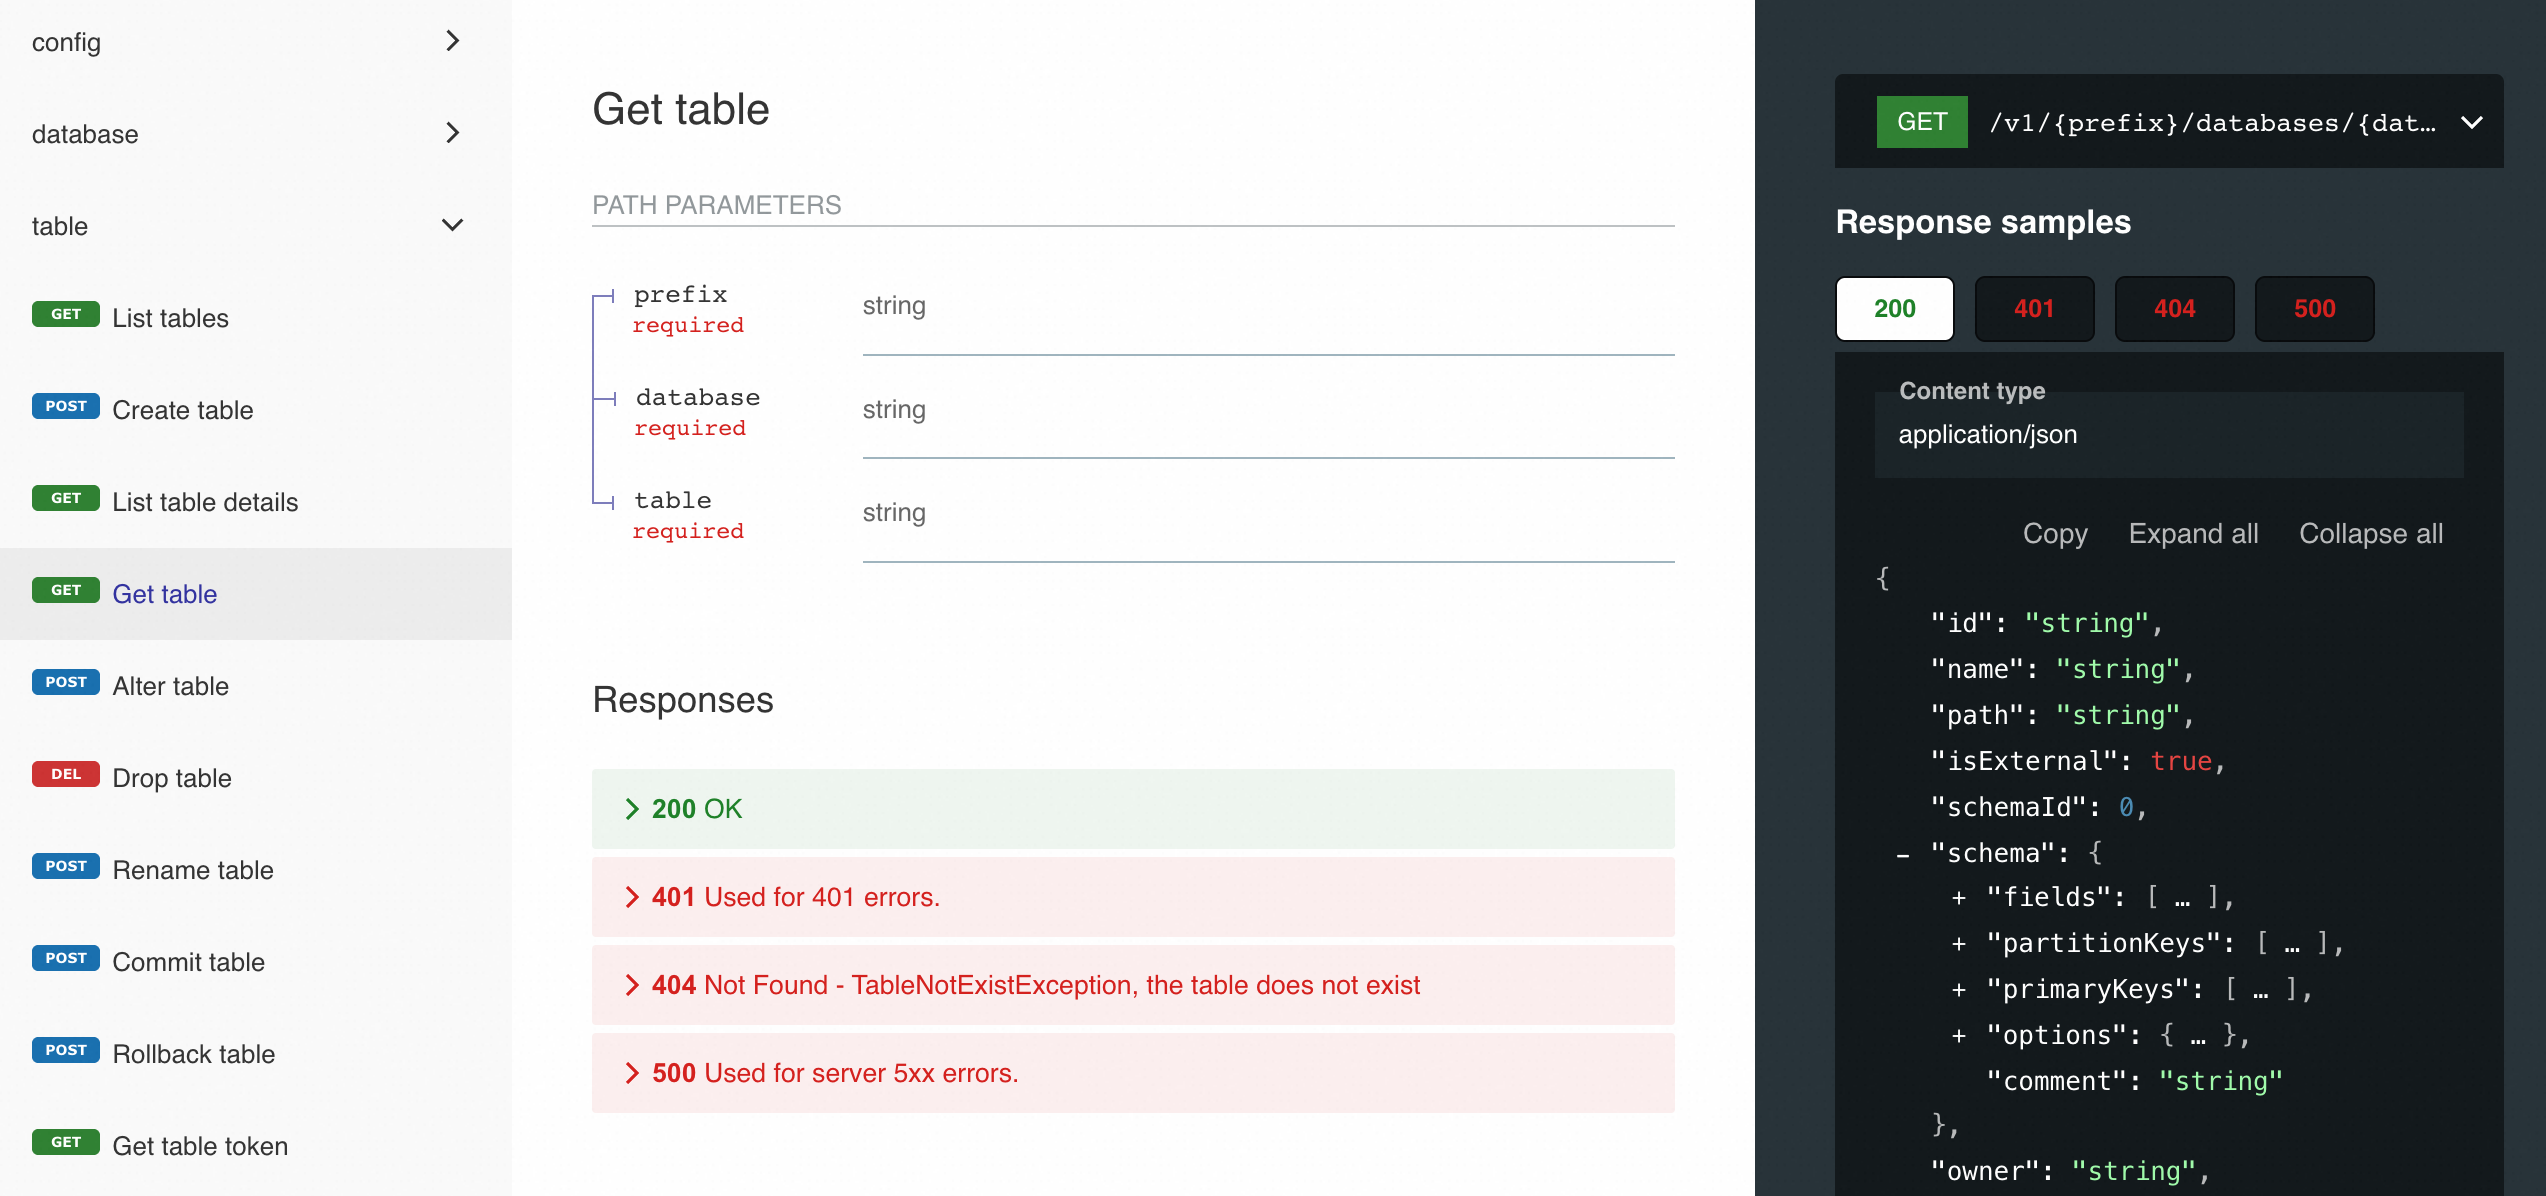 config
database
table
GET List tables
POST Create table
GET List table details
GET Get table
POST Alter table
DEL Drop table
POST Rename table
POST Commit table
POST Rollback table
GET Get table token
Get table
PATH PARAMETERS
prefix
required
string
database
required
string
table
required
string
Responses
200 OK
401 Used for 401 errors.
404 Not Found - TableNotExistException, the table does not exist
500 Used for server 5xx errors.
GET /v1/{prefix}/databases/{dat…
Response samples
200 401 404 500
Content type
application/json
Copy Expand all Collapse all
{
"id": "string",
"name": "string",
"path": "string",
"isExternal": true,
"schemaId": 0,
- "schema": {
+ "fields": [ … ],
+ "partitionKeys": [ … ],
+ "primaryKeys": [ … ],
+ "options": { … },
"comment": "string"
},
"owner": "string",